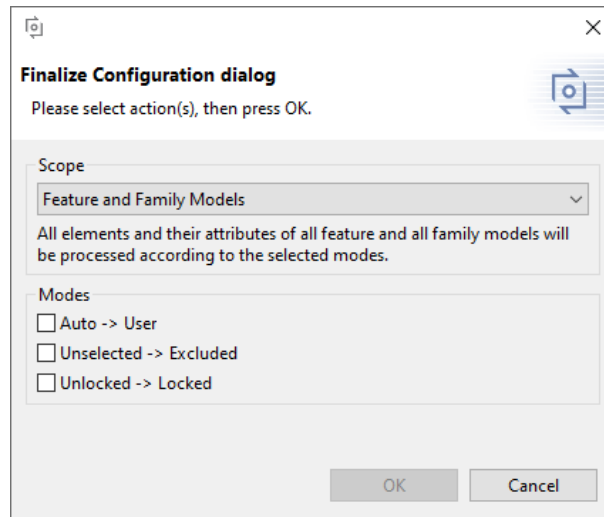 Finalize Configuration dialog
Please select action(s), then press OK.
Scope
Feature and Family Models
All elements and their attributes of all feature and all family models will
be processed according to the selected modes.
Modes
Auto -> User
Unselected -> Excluded
Unlocked -> Locked
OK
Cancel